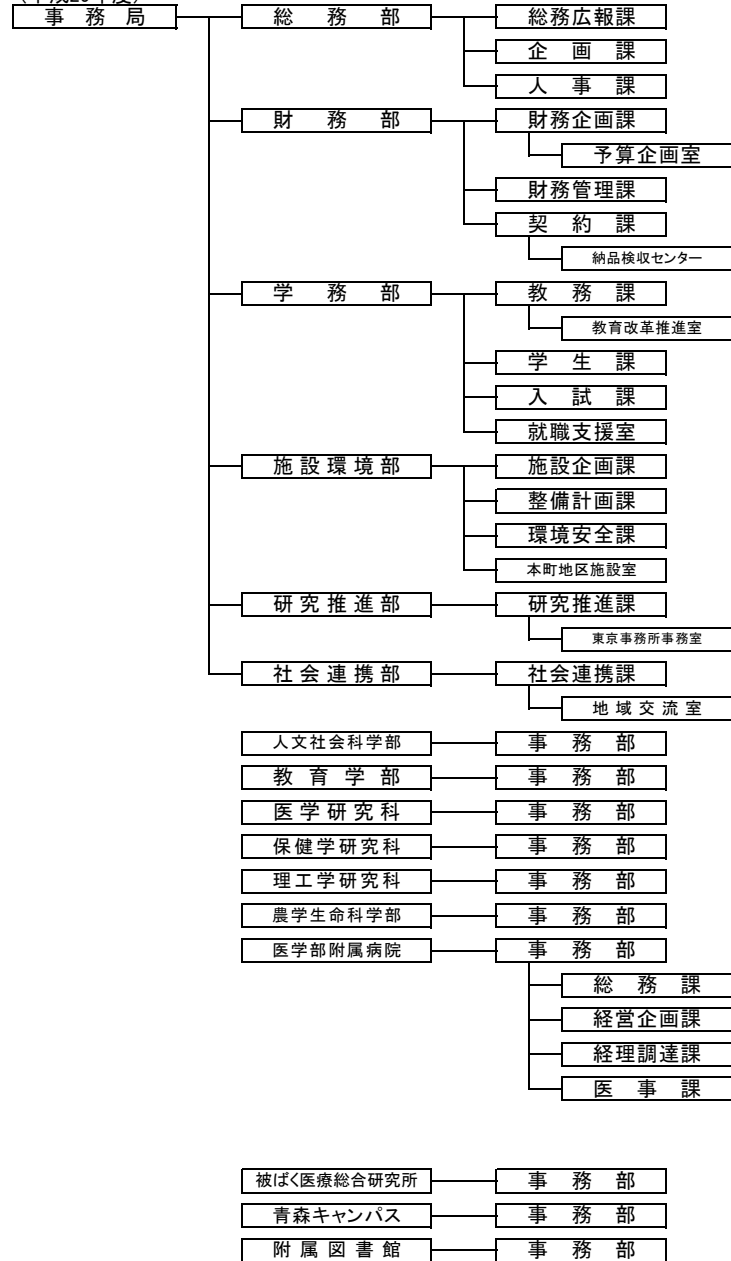 事務局 総務部 総務広報課
企画課
人事課
財務部 財務企画課
予算企画室
財務管理課
契約課
納品検収センター
学務部 教務課
教育改革推進室
学生課
入試課
就職支援室
施設環境部 施設企画課
整備計画課
環境安全課
本町地区施設室
研究推進部 研究推進課
東京事務所事務室
社会連携部 社会連携課
地域交流室
人文社会科学部 事務部
教育学部 事務部
医学研究科 事務部
保健学研究科 事務部
理工学研究科 事務部
農学生命科学部 事務部
医学部附属病院 事務部
総務課
経営企画課
経理調達課
医事課
被ばく医療総合研究所 事務部
青森キャンパス 事務部
附属図書館 事務部